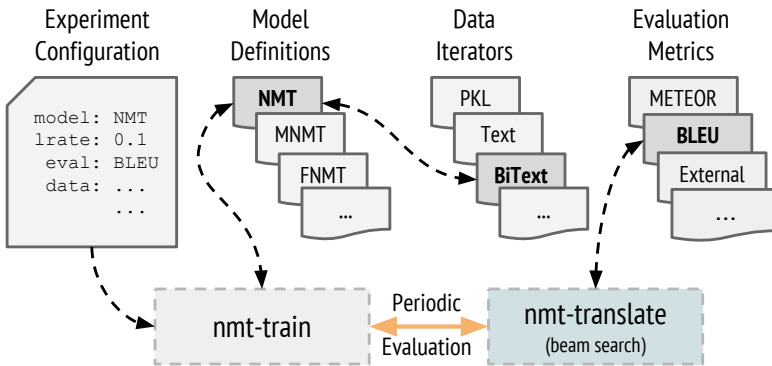 Experiment
Configuration
Model
Definitions
Data
Iterators
Evaluation
Metrics
model: NMT
lrate: 0.1
eval: BLEU
data: ...
...
NMT
MNMT
FNMT
...
PKL
Text
BiText
...
METEOR
BLEU
External
...
nmt-train
Periodic
Evaluation
nmt-translate
(beam search)